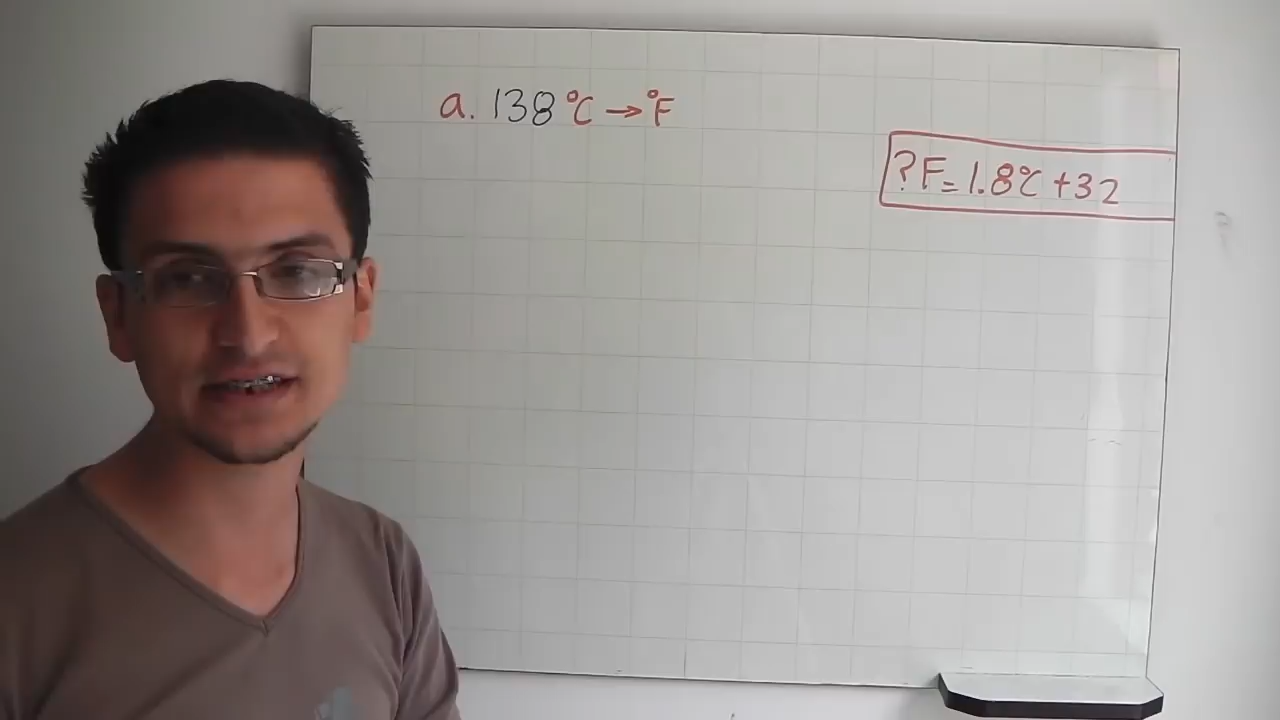 a. 138 °C → °F
?F = 1.8°C + 32